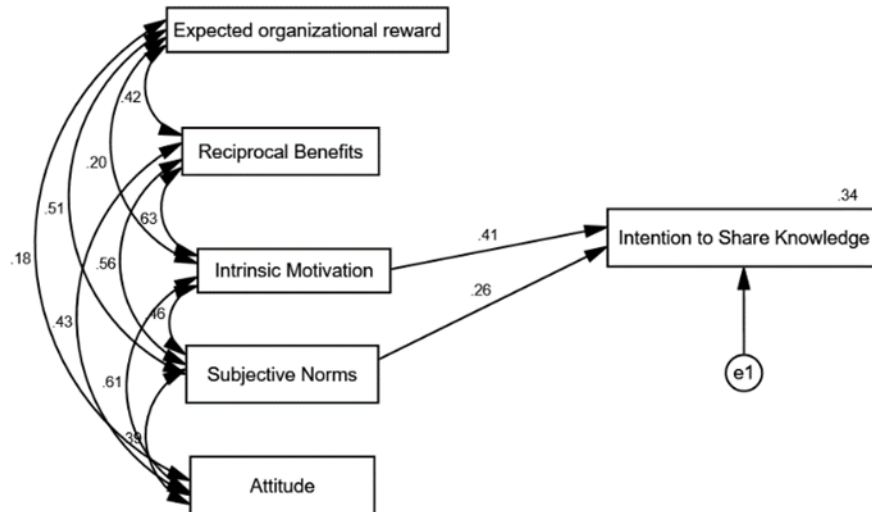 Expected organizational reward
.42
Reciprocal Benefits
.20
.34
.51
.63
Intention to Share Knowledge
.41
.18
.56
Intrinsic Motivation
.26
.43
.46
Subjective Norms
e1
.61
.39
Attitude